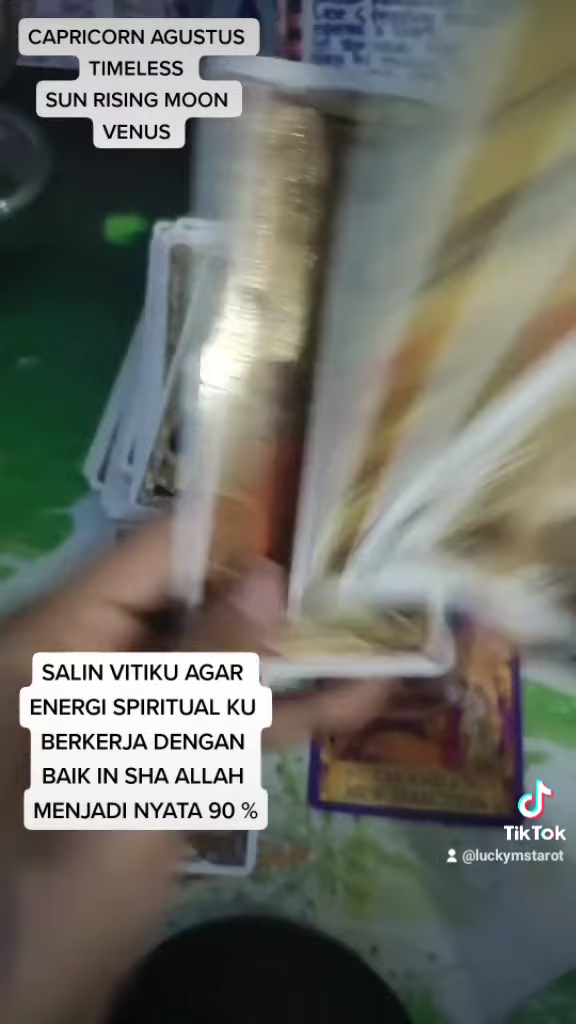 CAPRICORN AGUSTUS
TIMELESS
SUN RISING MOON
VENUS
SALIN VITIKU AGAR
ENERGI SPIRITUAL KU
BERKERJA DENGAN
BAIK IN SHA ALLAH
MENJADI NYATA 90 %
TikTok
@luckymstarot